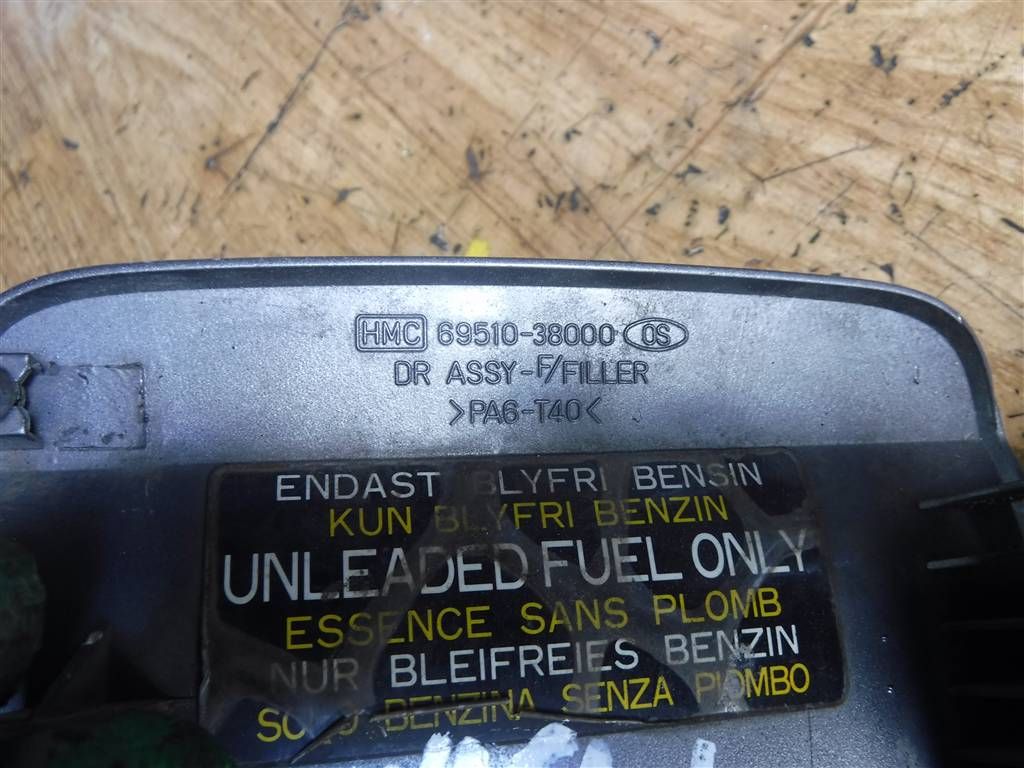 HMC 69510-38000 OS
DR ASSY-F/FILLER
>PA6-T40<
ENDAST BLYFRI BENSIN
KUN BLYFRI BENZIN
UNLEADED FUEL ONLY
ESSENCE SANS PLOMB
NUR BLEIFREIES BENZIN
SOLO BENZINA SENZA PIOMBO